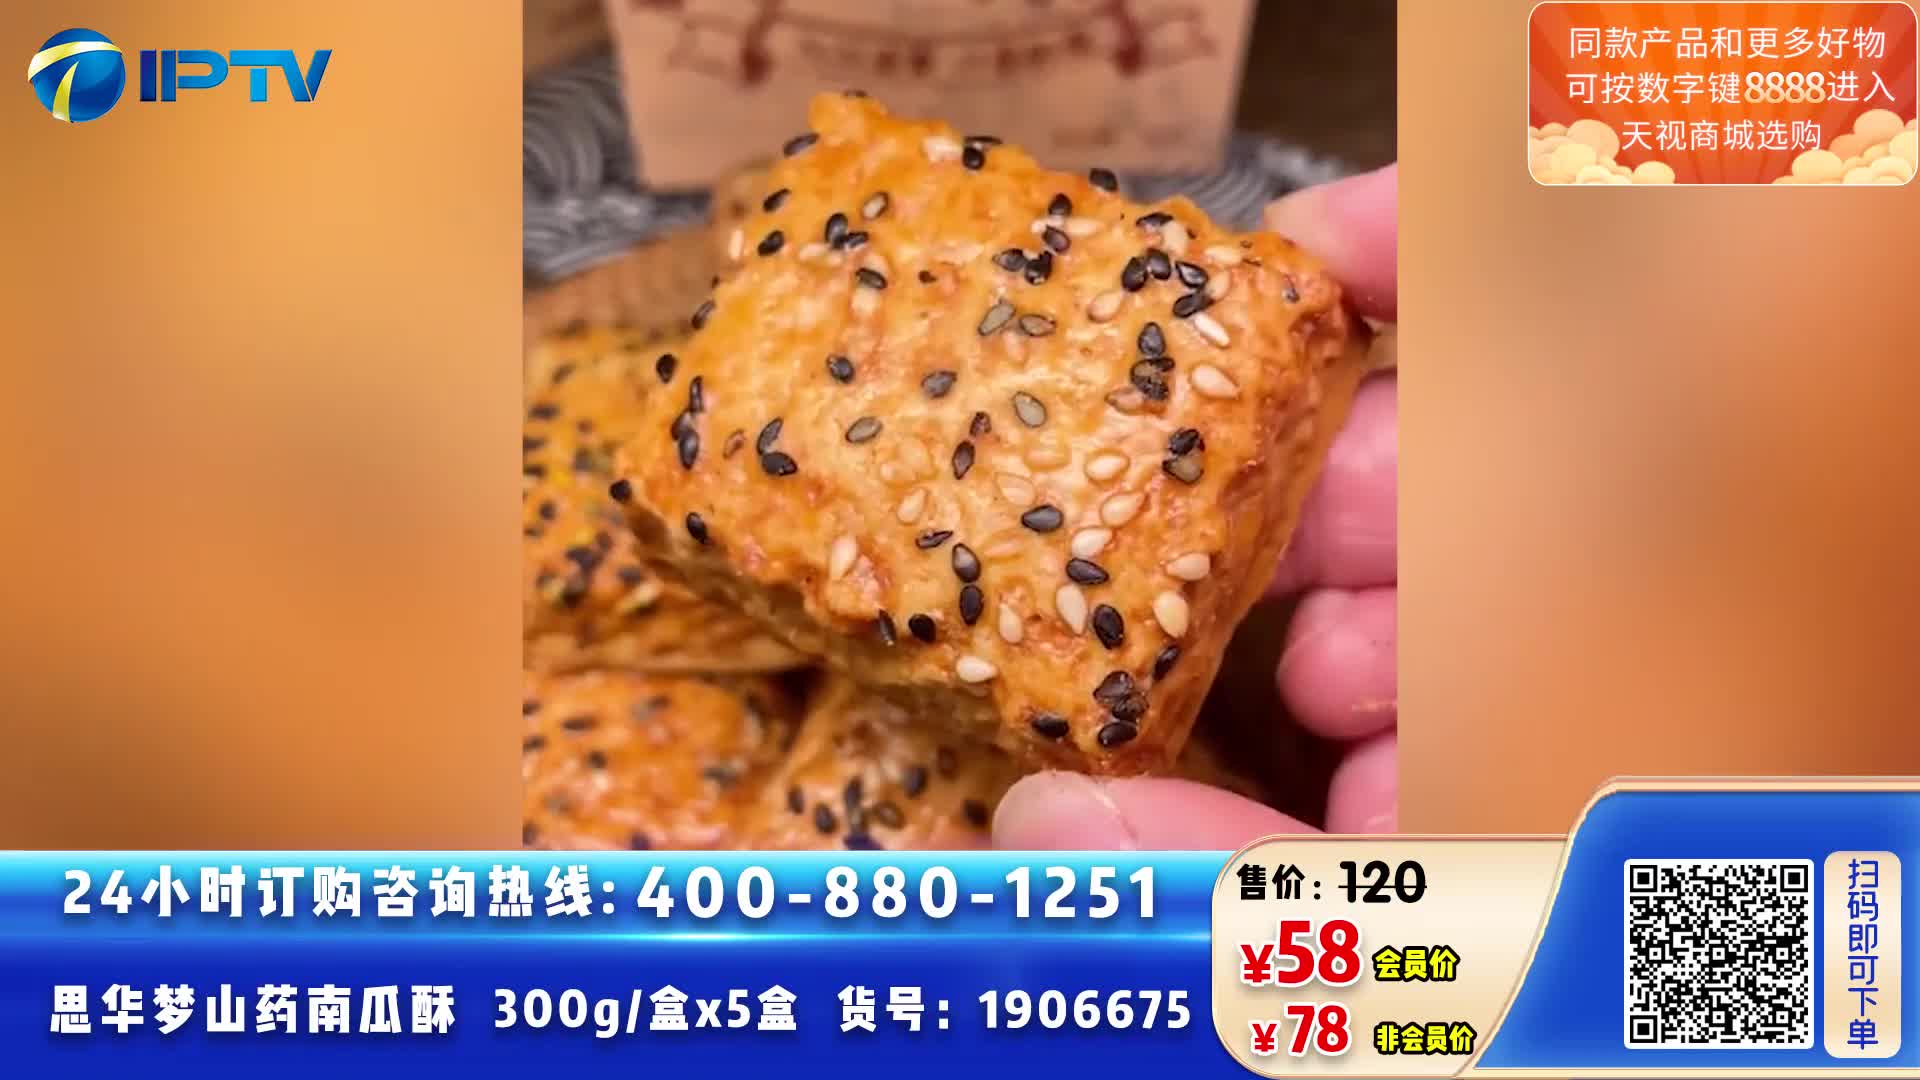 IPTV
同款产品和更多好物
可按数字键8888进入
天视商城选购
24小时订购咨询热线:400-880-1251
思华梦山药南瓜酥 300g/盒x5盒 货号：1906675
售价：120
¥58 会员价
¥78 非会员价
扫码即可下单